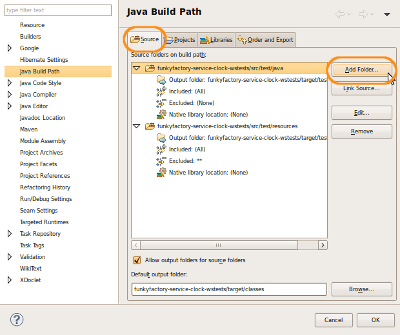 type filter text
Resource
Builders
Google
Hibernate Settings
Java Build Path
Java Code Style
Java Compiler
Java Editor
Javadoc Location
Maven
Module Assembly
Project Archives
Project Facets
Project References
Refactoring History
Run/Debug Settings
Seam Settings
Targeted Runtimes
Task Repository
Task Tags
Validation
WikiText
XDoclet
Java Build Path
Source
Projects
Libraries
Order and Export
Source folders on build path:
funkyfactory-service-clock-wstests/src/test/java
Output folder: funkyfactory-service-clock-wstests/target/tes
Included: (All)
Excluded: (None)
Native library location: (None)
funkyfactory-service-clock-wstests/src/test/resources
Output folder: funkyfactory-service-clock-wstests/target/tes
Included: (All)
Excluded: **
Native library location: (None)
Add Folder...
Link Source...
Edit...
Remove
Allow output folders for source folders
Default output folder:
funkyfactory-service-clock-wstests/target/classes
Browse...
Cancel
OK